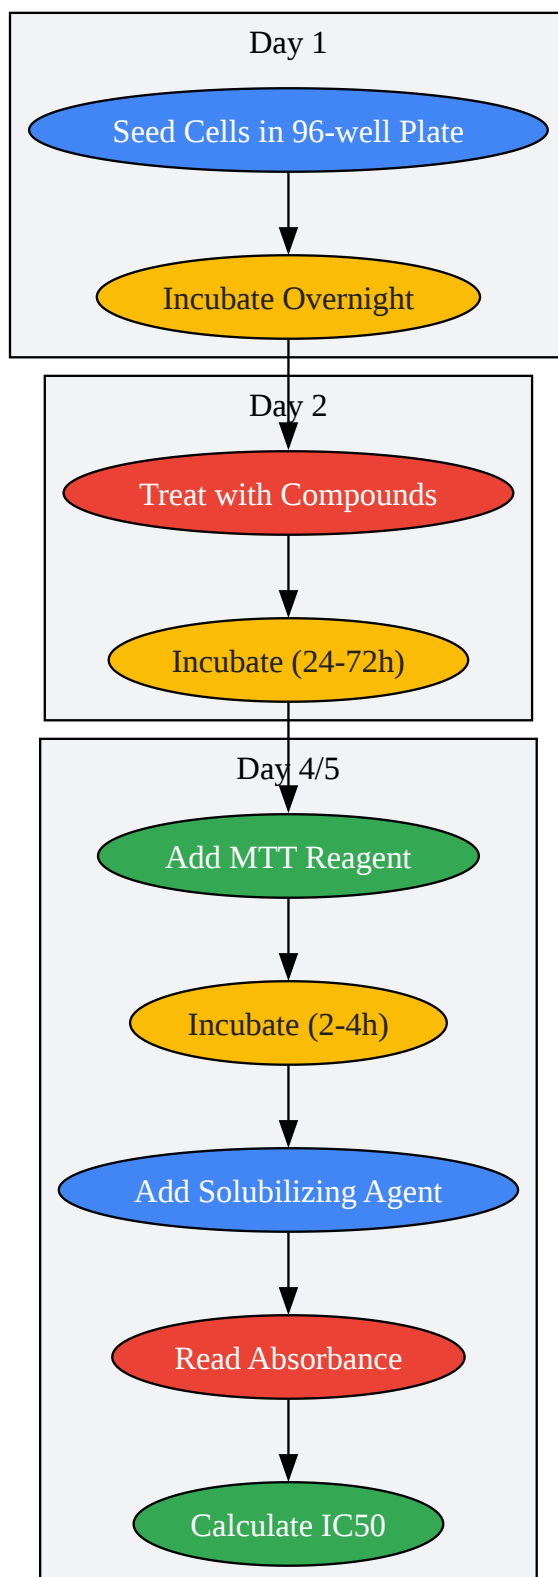 Day 1
Seed Cells in 96-well Plate
Incubate Overnight
Day 2
Treat with Compounds
Incubate (24-72h)
Day 4/5
Add MTT Reagent
Incubate (2-4h)
Add Solubilizing Agent
Read Absorbance
Calculate IC50